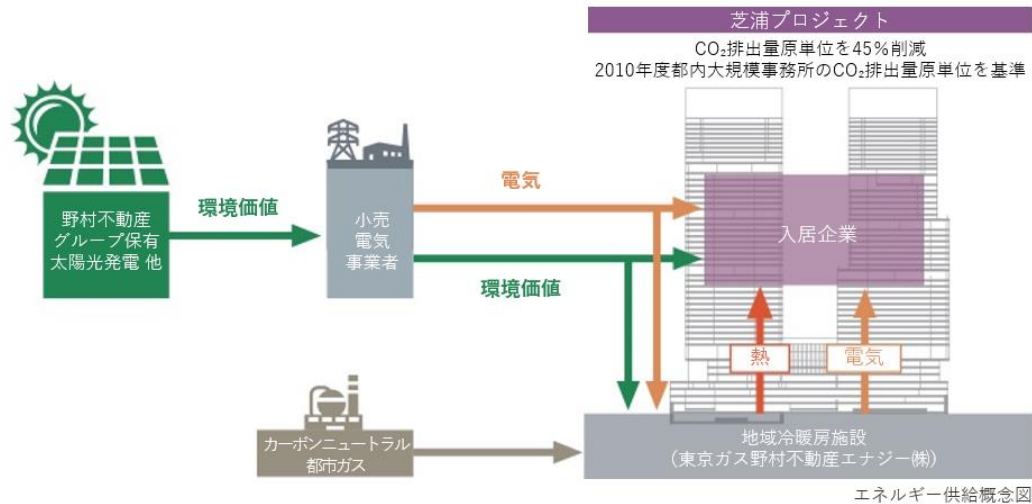 芝浦プロジェクト
CO₂排出量原単位を45%削減
2010年度都内大規模事務所のCO₂排出量原単位を基準
野村不動産
グループ保有
太陽光発電 他
環境価値
小売
電気
事業者
電気
環境価値
入居企業
熱
電気
カーボンニュートラル
都市ガス
地域冷暖房施設
(東京ガス野村不動産エナジー㈱)
エネルギー供給概念図